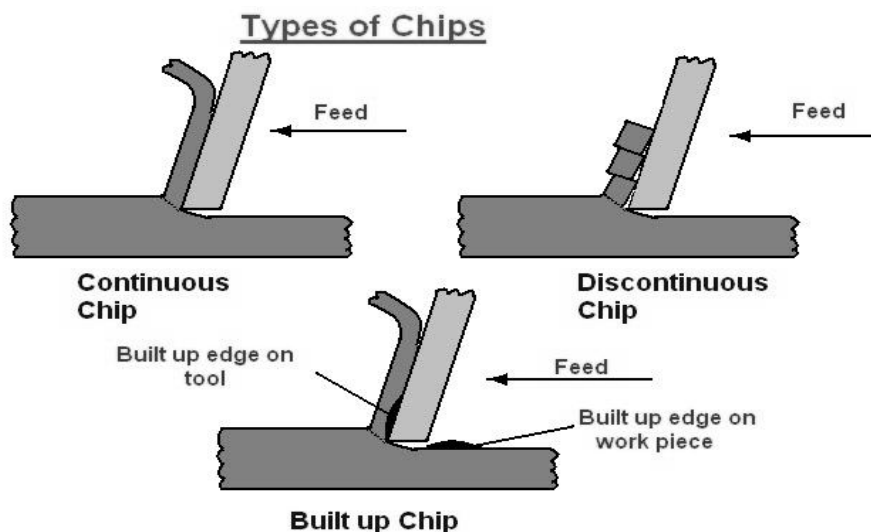 Types of Chips
Feed
Feed
Continuous
Chip
Discontinuous
Chip
Built up edge on
tool
Feed
Built up edge on
work piece
Built up Chip